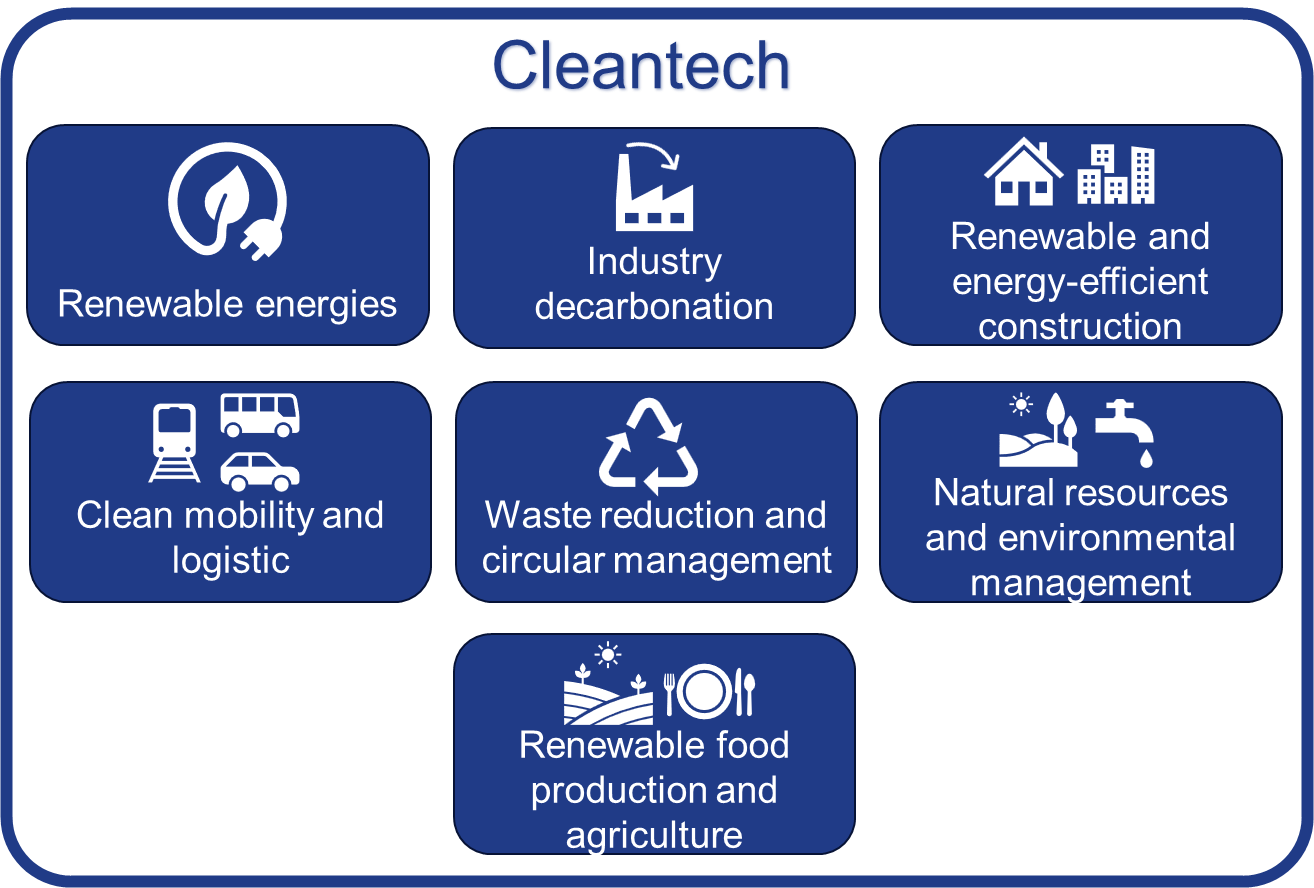 Cleantech
Renewable energies
Industry
decarbonation
Renewable and
energy-efficient
construction
Clean mobility and
logistic
Waste reduction and
circular management
Natural resources
and environmental
management
Renewable food
production and
agriculture